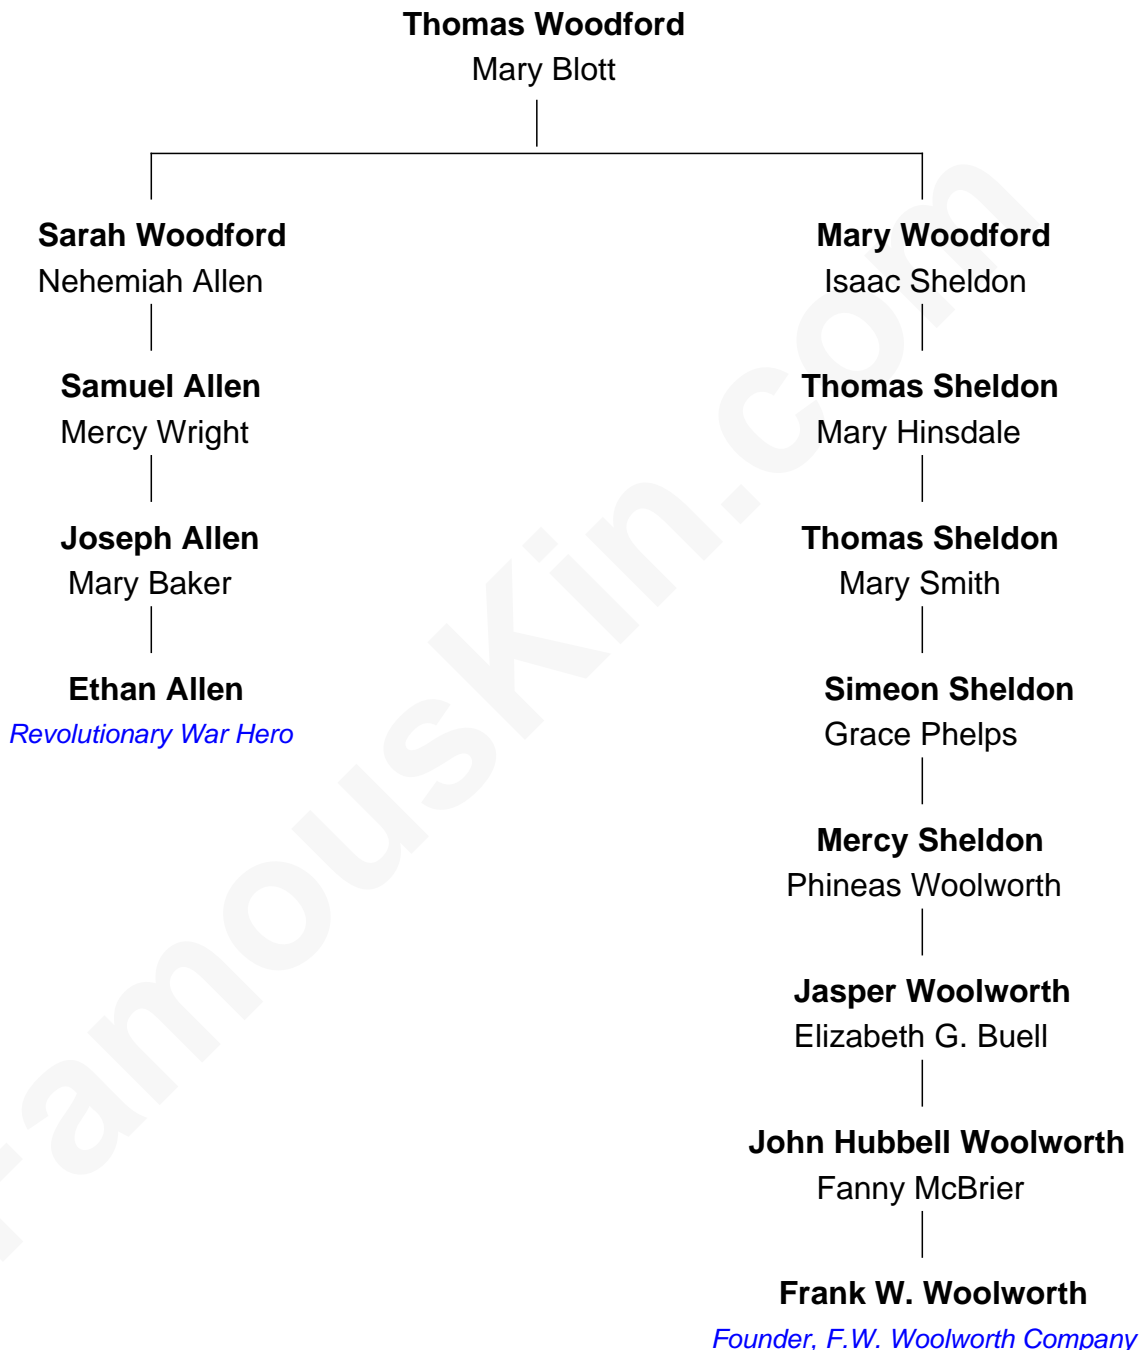 Thomas Woodford
Mary Blott
Sarah Woodford
Nehemiah Allen
Samuel Allen
Mercy Wright
Joseph Allen
Mary Baker
Ethan Allen
Revolutionary War Hero
Mary Woodford
Isaac Sheldon
Thomas Sheldon
Mary Hinsdale
Thomas Sheldon
Mary Smith
Simeon Sheldon
Grace Phelps
Mercy Sheldon
Phineas Woolworth
Jasper Woolworth
Elizabeth G. Buell
John Hubbell Woolworth
Fanny McBrier
Frank W. Woolworth
Founder, F.W. Woolworth Company
FamousKin.com